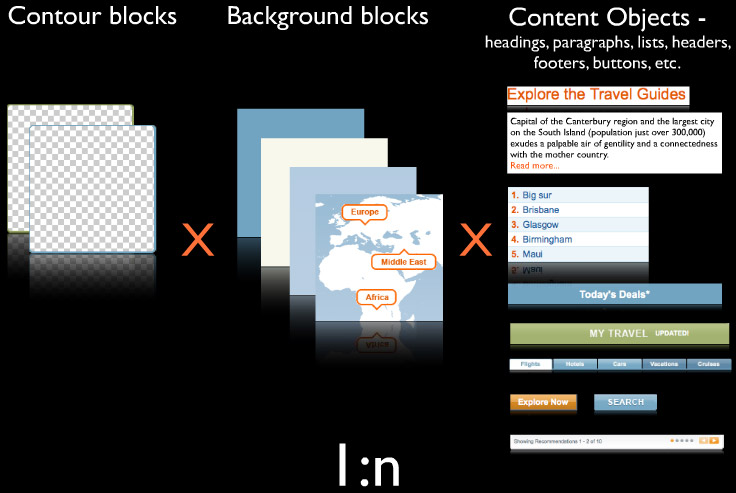 Contour blocks
Background blocks
Content Objects -
headings, paragraphs, lists, headers,
footers, buttons, etc.
X
X
Europe
Middle East
Africa
Explore the Travel Guides
Capital of the Canterbury region and the largest city
on the South Island (population just over 300,000)
exudes a palpable air of gentility and a connectedness
with the mother country.
Read more...
1. Big sur
2. Brisbane
3. Glasgow
4. Birmingham
5. Maui
Today's Deals*
MY TRAVEL UPDATED!
Flights Hotels Cars Vacations Cruises
Explore Now SEARCH
Showing Recommendations 1 - 2 of 10
1:n